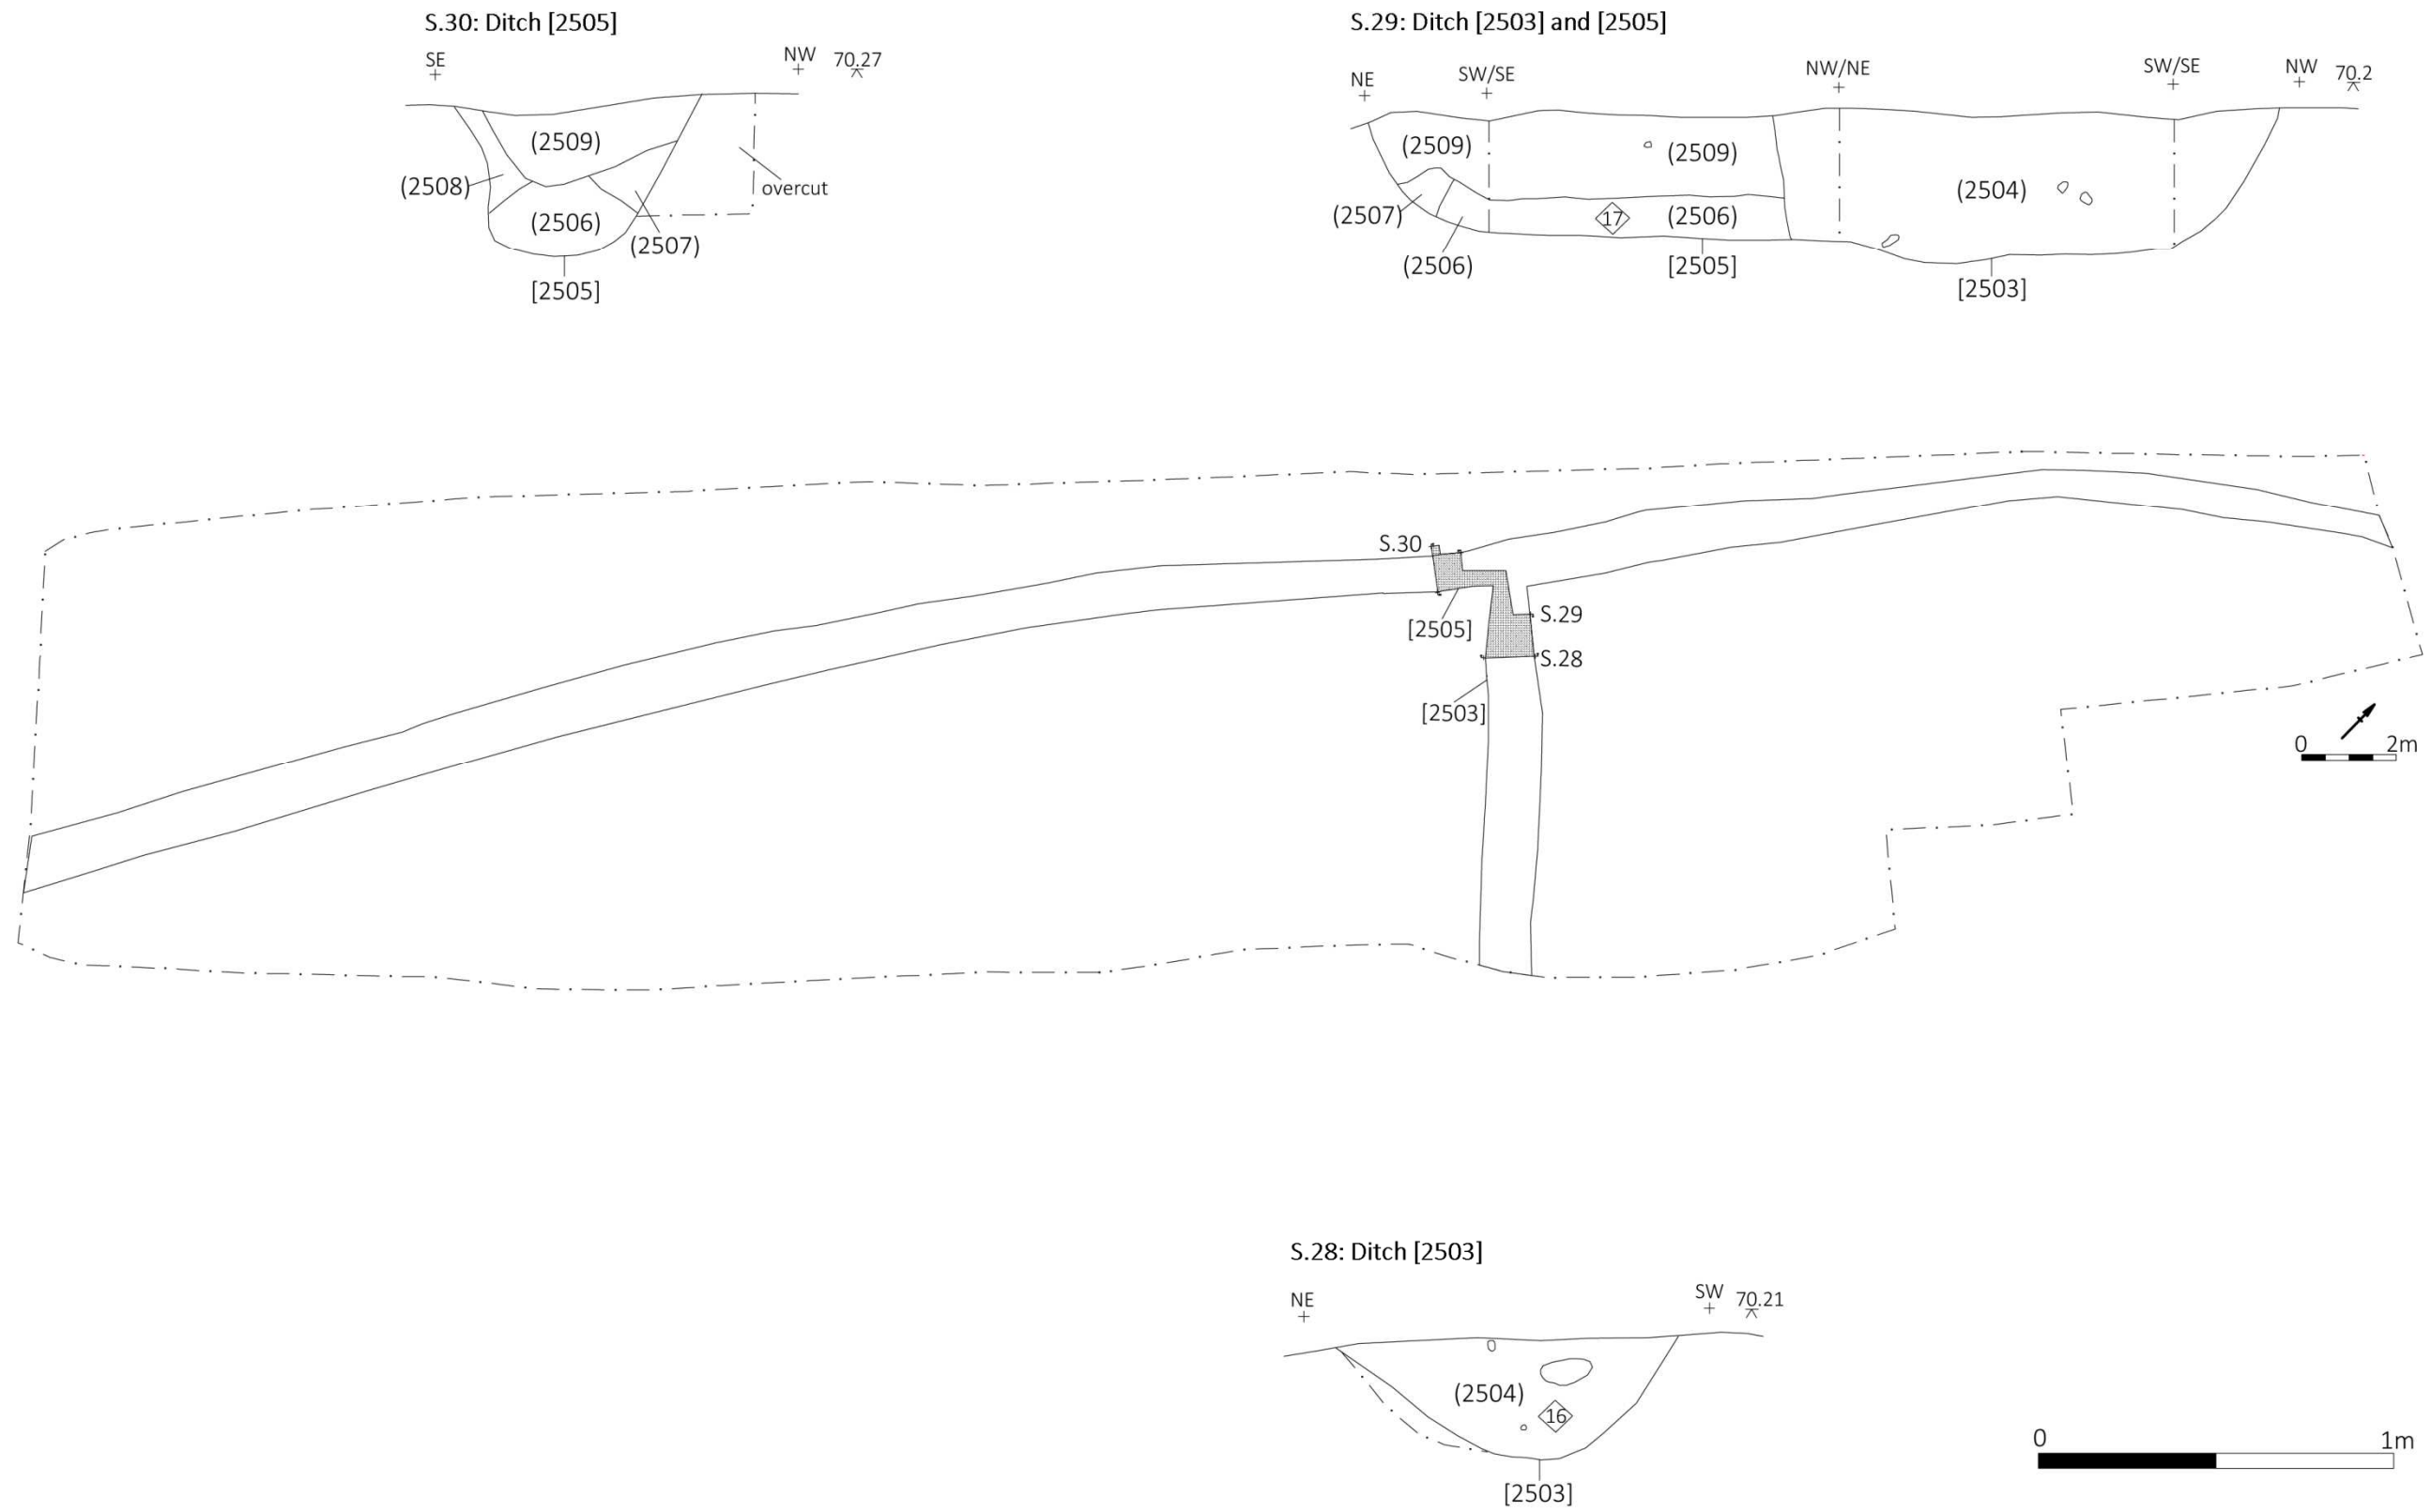 S.30: Ditch [2505]
SE
NW
70.27
(2509)
(2508)
overcut
(2506)
(2507)
[2505]
S.29: Ditch [2503] and [2505]
NE
SW/SE
NW/NE
SW/SE
NW
70.2
(2509)
(2509)
(2504)
(2507)
17
(2506)
(2506)
[2505]
[2503]
S.30
S.29
[2505]
S.28
[2503]
0
2m
S.28: Ditch [2503]
NE
SW
70.21
(2504)
16
[2503]
0
1m